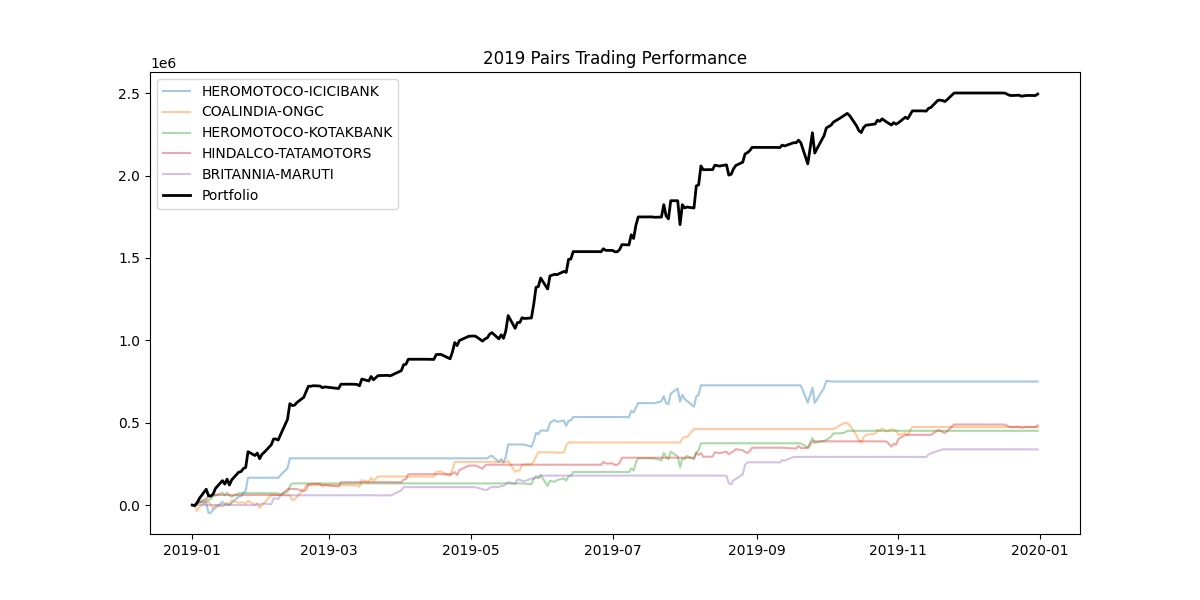 2019 Pairs Trading Performance
1e6
HEROMOTOCO-ICICIBANK
COALINDIA-ONGC
HEROMOTOCO-KOTAKBANK
HINDALCO-TATAMOTORS
BRITANNIA-MARUTI
Portfolio
2.5
2.0
1.5
1.0
0.5
0.0
2019-01 2019-03 2019-05 2019-07 2019-09 2019-11 2020-01